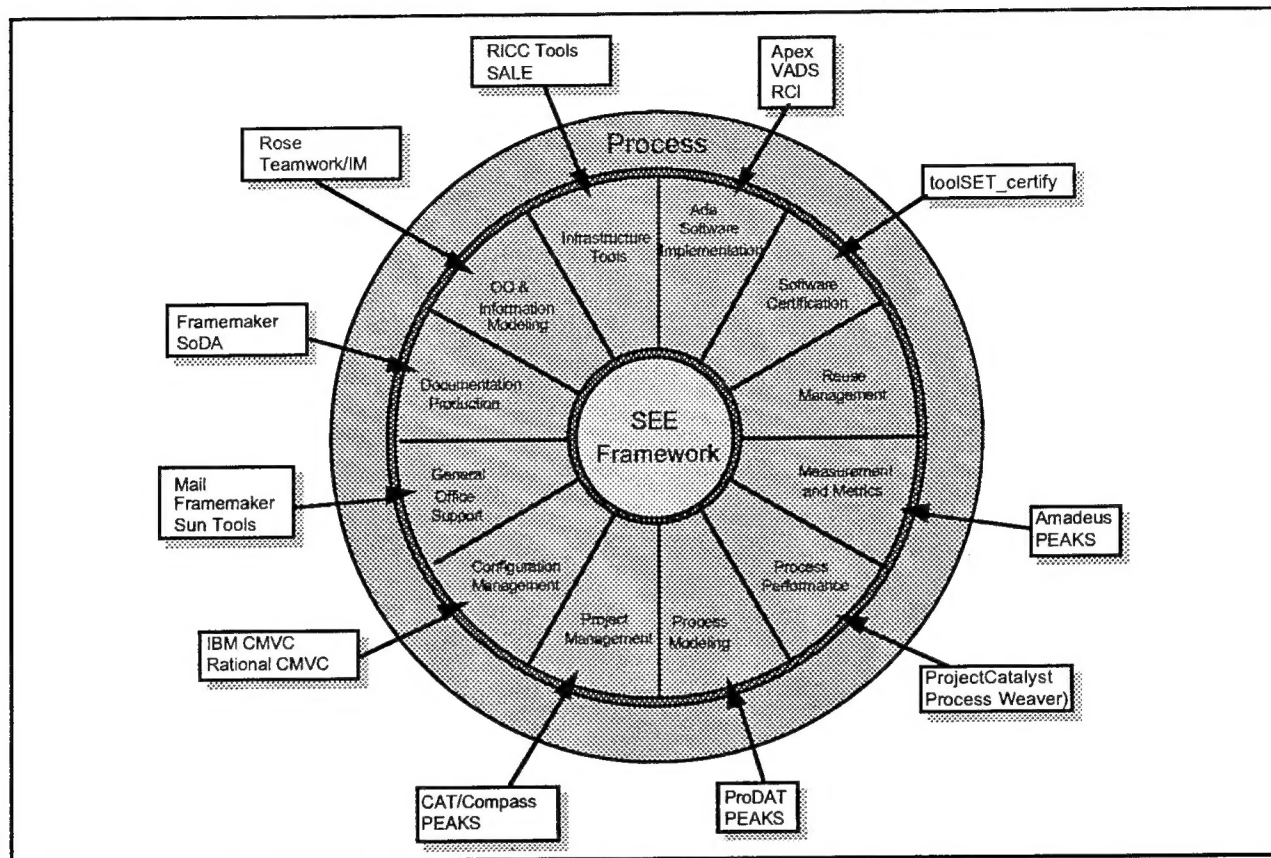 RICC Tools
SALE
Apex
VADS
RCI
Rose
Teamwork/IM
Process
toolSET_certify
Infrastructure
Tools
Ada
Software
Implementation
OO &
Information
Modeling
Software
Certification
Framemaker
SoDA
Documentation
Production
Reuse
Management
SEE
Framework
Mail
Framemaker
Sun Tools
General
Office
Support
Measurement
and Metrics
Amadeus
PEAKS
Configuration
Management
Process
Performance
Project
Management
Process
Modeling
IBM CMVC
Rational CMVC
ProjectCatalyst
Process Weaver)
CAT/Compass
PEAKS
ProDAT
PEAKS